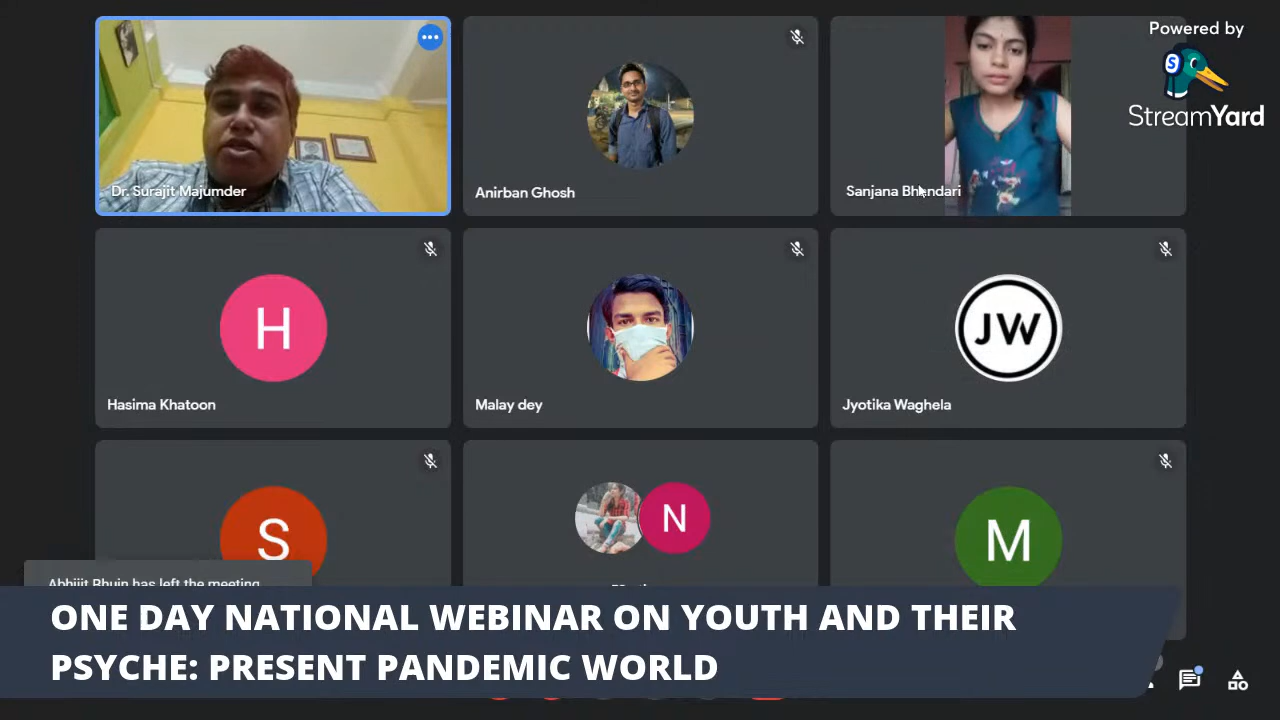 Powered by
S
StreamYard
Dr. Surajit Majumder
Anirban Ghosh
Sanjana Bhandari
H
Hasima Khatoon
Malay dey
JW
Jyotika Waghela
S
N
M
Abhijit Bhuin has left the meeting
ONE DAY NATIONAL WEBINAR ON YOUTH AND THEIR
PSYCHE: PRESENT PANDEMIC WORLD